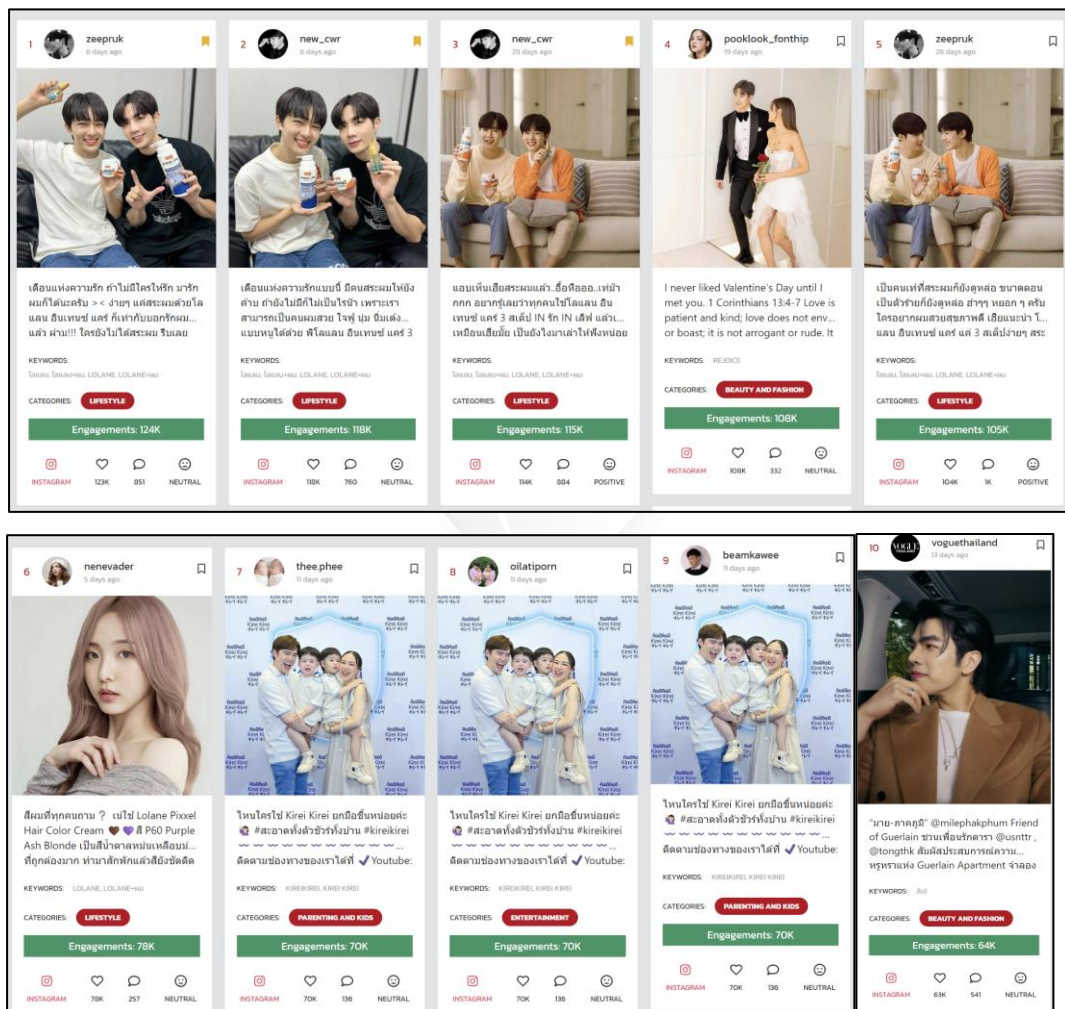 1 zeepruk
6 days ago
เดือนแห่งความรัก ถ้าไม่มีใครให้รัก มารัก
ผมก็ได้นะครับ >< ง่ายๆ แค่สระผมด้วยโล
แลน อินเทนซ์ แคร์ ก็เท่ากับบอกรักผม...
แล้ว ผ่าม!!! ใครยังไม่ได้สระผม รีบเลย
KEYWORDS:
โลแลน, โลแลน+ผม, LOLANE, LOLANE+ผม
CATEGORIES: LIFESTYLE
Engagements: 124K
INSTAGRAM 123K 851 NEUTRAL
2 new_cwr
6 days ago
เดือนแห่งความรักแบบนี้ มีคนสระผมให้ยัง
ค้าบ ถ้ายังไม่มีก็ไม่เป็นไรน้า เพราะเรา
สามารถเป็นคนผมสวย ใจฟู นุ่ม นิ่มเด้ง...
แบบหนูได้ด้วย พี่โลแลน อินเทนซ์ แคร์ 3
KEYWORDS:
โลแลน, โลแลน+ผม, LOLANE, LOLANE+ผม
CATEGORIES: LIFESTYLE
Engagements: 118K
INSTAGRAM 118K 760 NEUTRAL
3 new_cwr
28 days ago
แอบเห็นเฮียสระผมแล้ว..อื้อหืออออ..เท่ม้า
กกก อยากรู้เลยว่าทุกคนใช้โลแลน อิน
เทนซ์ แคร์ 3 สเต็ป IN รัก IN เลิฟ แล้วเ...
เหมือนเฮียมั้ย เป็นยังไงมาเล่าให้ฟังหน่อย
KEYWORDS:
โลแลน, โลแลน+ผม, LOLANE, LOLANE+ผม
CATEGORIES: LIFESTYLE
Engagements: 115K
INSTAGRAM 114K 884 POSITIVE
4 pooklook_fonthip
19 days ago
I never liked Valentine's Day until I
met you. 1 Corinthians 13:4-7 Love is
patient and kind; love does not env...
or boast; it is not arrogant or rude. It
KEYWORDS: REJOICE
CATEGORIES: BEAUTY AND FASHION
Engagements: 108K
INSTAGRAM 108K 332 NEUTRAL
5 zeepruk
28 days ago
เป็นคนเท่ที่สระผมก็ยังดูหล่อ ขนาดตอน
เป็นตัวร้ายก็ยังดูหล่อ ฮ่าๆๆ หยอก ๆ ครับ
ใครอยากผมสวยสุขภาพดี เฮียแนะนำ โ...
แลน อินเทนซ์ แคร์ แค่ 3 สเต็ปง่ายๆ สระ
KEYWORDS:
โลแลน, โลแลน+ผม, LOLANE, LOLANE+ผม
CATEGORIES: LIFESTYLE
Engagements: 105K
INSTAGRAM 104K 1K POSITIVE
6 nenevader
5 days ago
สีผมที่ทุกคนถาม ? เนใช้ Lolane Pixxel
Hair Color Cream 🤎 💜 สี P60 Purple
Ash Blonde เป็นสีน้ำตาลหม่นเหลือบม่...
ที่ถูกต้องมาก ทำมาสักพักแล้วสียังชัดคิด
KEYWORDS: LOLANE, LOLANE+ผม
CATEGORIES: LIFESTYLE
Engagements: 78K
INSTAGRAM 78K 257 NEUTRAL
7 thee.phee
11 days ago
ไหนใครใช้ Kirei Kirei ยกมือขึ้นหน่อยค่ะ
🙋🏻‍♀️ #สะอาดทั้งตัวชัวร์ทั้งบ้าน #kireikirei
ติดตามช่องทางของเราได้ที่ ✔️Youtube:
KEYWORDS: KIREIKIREI, KIREI KIREI
CATEGORIES: PARENTING AND KIDS
Engagements: 70K
INSTAGRAM 70K 136 NEUTRAL
8 oilatiporn
11 days ago
ไหนใครใช้ Kirei Kirei ยกมือขึ้นหน่อยค่ะ
🙋🏻‍♀️ #สะอาดทั้งตัวชัวร์ทั้งบ้าน #kireikirei
ติดตามช่องทางของเราได้ที่ ✔️Youtube:
KEYWORDS: KIREIKIREI, KIREI KIREI
CATEGORIES: ENTERTAINMENT
Engagements: 70K
INSTAGRAM 70K 136 NEUTRAL
9 beamkawee
11 days ago
ไหนใครใช้ Kirei Kirei ยกมือขึ้นหน่อยค่ะ
🙋🏻‍♀️ #สะอาดทั้งตัวชัวร์ทั้งบ้าน #kireikirei
ติดตามช่องทางของเราได้ที่ ✔️Youtube:
KEYWORDS: KIREIKIREI, KIREI KIREI
CATEGORIES: PARENTING AND KIDS
Engagements: 70K
INSTAGRAM 70K 136 NEUTRAL
10 VOGUE voguethailand
13 days ago
"มาย-ภาคภูมิ" @milephakphum Friend
of Guerlain ชวนเพื่อนรักดารา @usnttr ,
@tongthk สัมผัสประสบการณ์ความ...
หรูหราแห่ง Guerlain Apartment จำลอง
KEYWORDS:
CATEGORIES: BEAUTY AND FASHION
Engagements: 64K
INSTAGRAM 63K 541 NEUTRAL